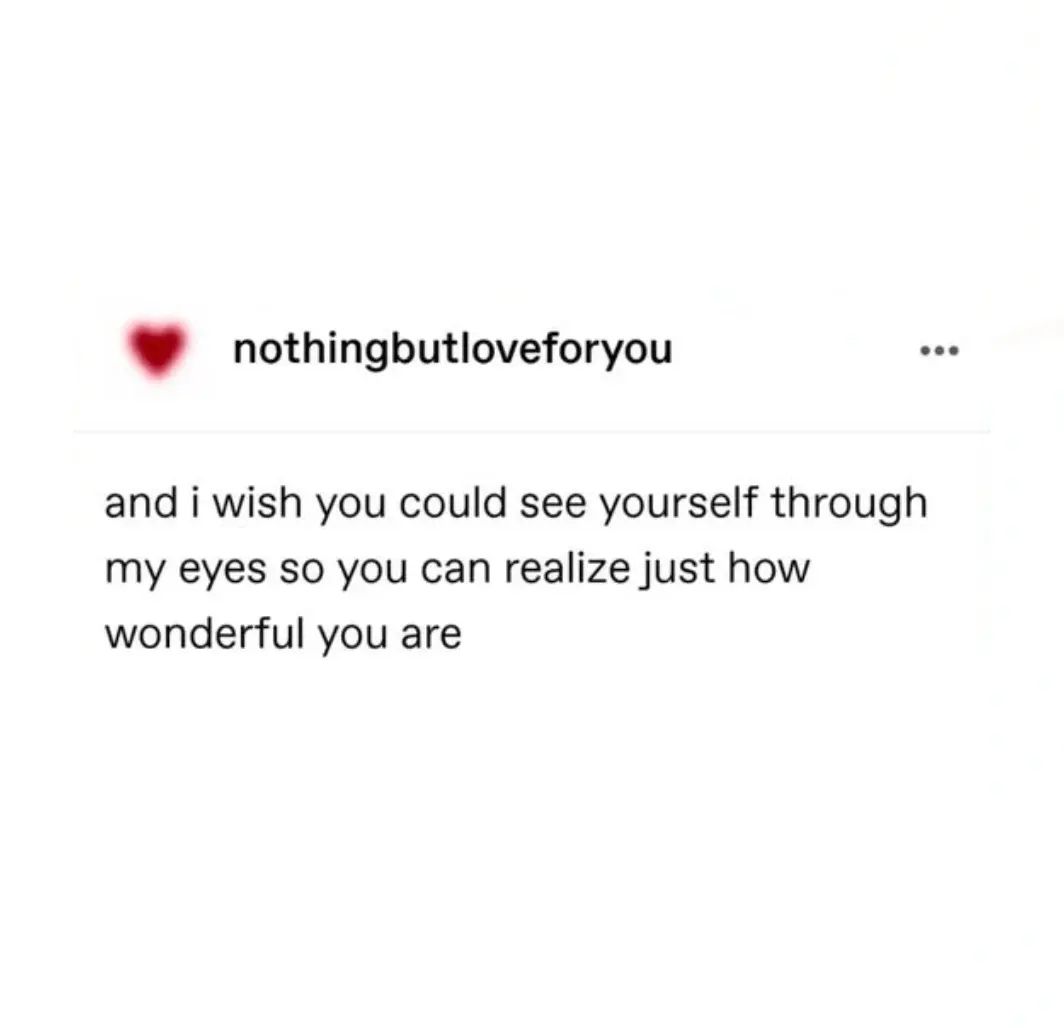 nothingbutloveforyou
and i wish you could see yourself through
my eyes so you can realize just how
wonderful you are